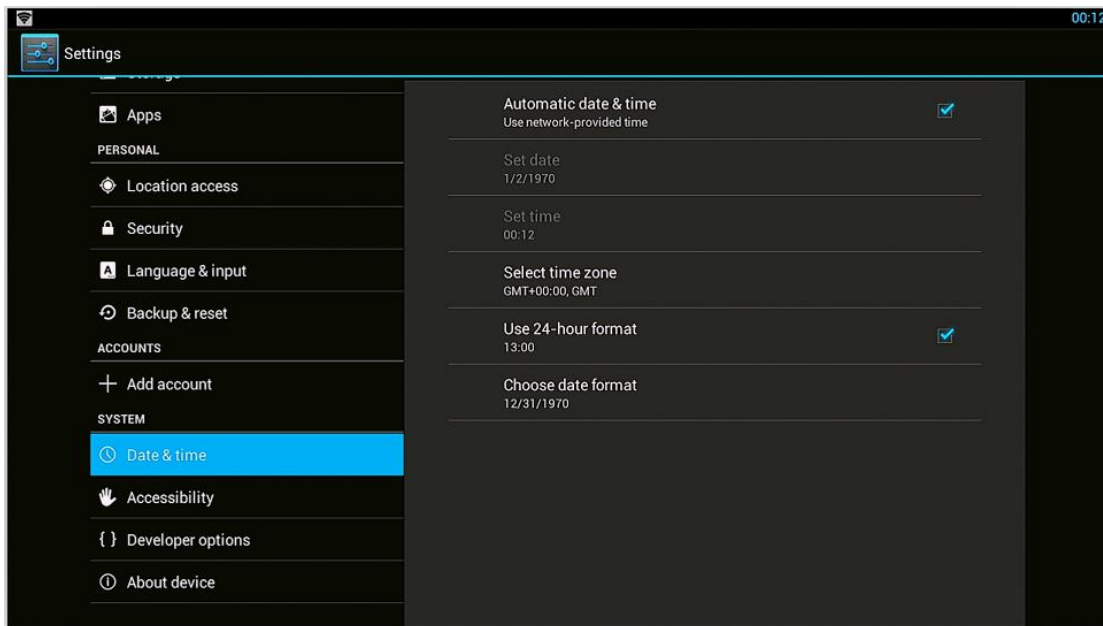 00:12
Settings
Storage
Apps
PERSONAL
Location access
Security
Language & input
Backup & reset
ACCOUNTS
Add account
SYSTEM
Date & time
Accessibility
{ } Developer options
About device
Automatic date & time
Use network-provided time
Set date
1/2/1970
Set time
00:12
Select time zone
GMT+00:00, GMT
Use 24-hour format
13:00
Choose date format
12/31/1970